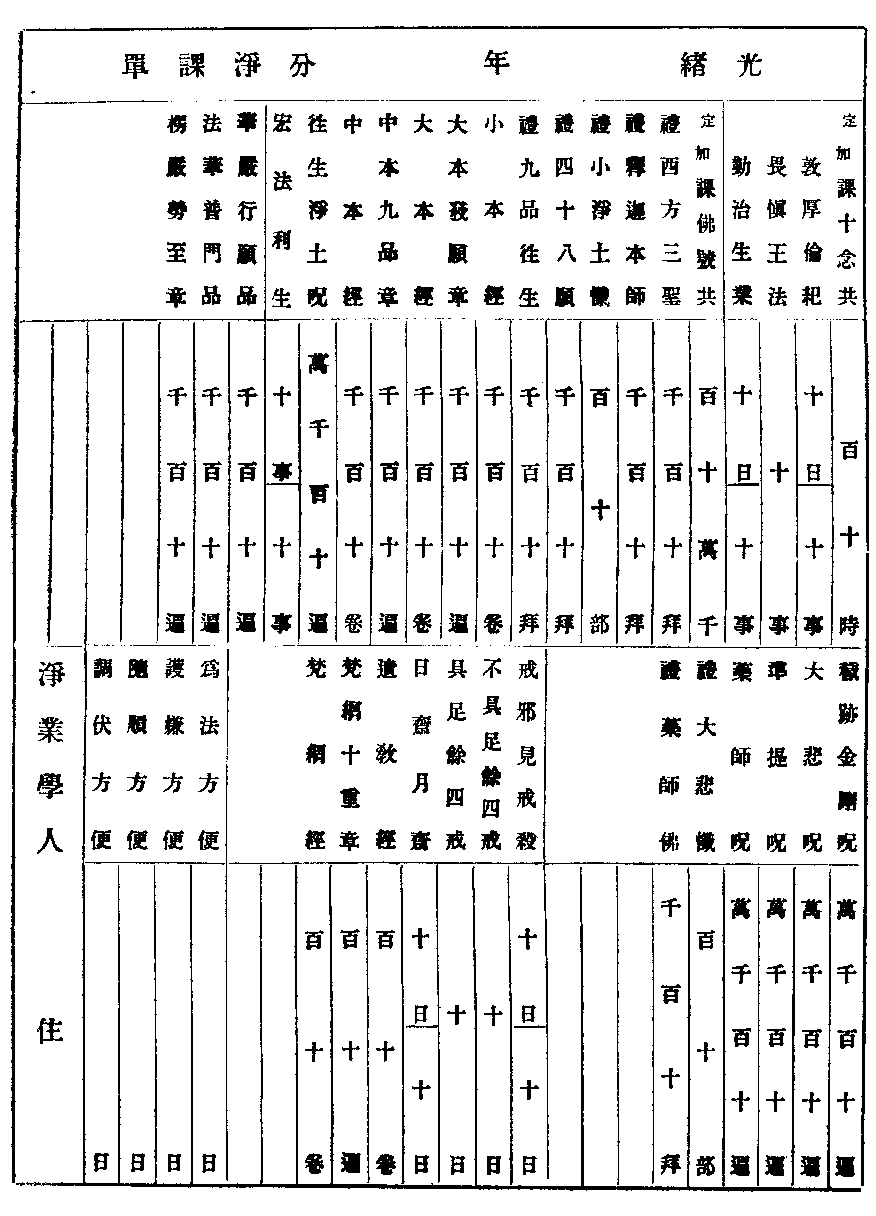 光緒　年　分淨課單
定加課十念共　百十時
敦厚倫紀　十日十事
畏愼王法　十事
勤治生業　十日十事
定加課佛號共　百十萬千
禮西方三聖　千百十拜
禮釋迦本師　千百十拜
禮小淨土懺　百十部
禮四十八願　千百十拜
禮九品往生　千百十拜
小本經　千百十卷
大本發願章　千百十遍
大本經　千百十卷
中本九品章　千百十遍
中本經　千百十卷
往生淨土呪　萬千百十遍
宏法利生　十事十事
華嚴行願品　千百十遍
法華普門品　千百十遍
楞嚴勢至章　千百十遍
穢跡金剛呪　萬千百十遍
大悲呪　萬千百十遍
準提呪　萬千百十遍
藥師呪　萬千百十遍
禮大悲懺　百十部
禮藥師佛　千百十拜
戒邪見戒殺　十日十日
不具足餘四戒　十日
具足餘四戒　十日
日齋月齋　十日十日
遺敎經　百十卷
梵網十重章　百十遍
梵網經　百十卷
爲法方便　日
護嫌方便　日
隨順方便　日
調伏方便　日
淨業學人　住